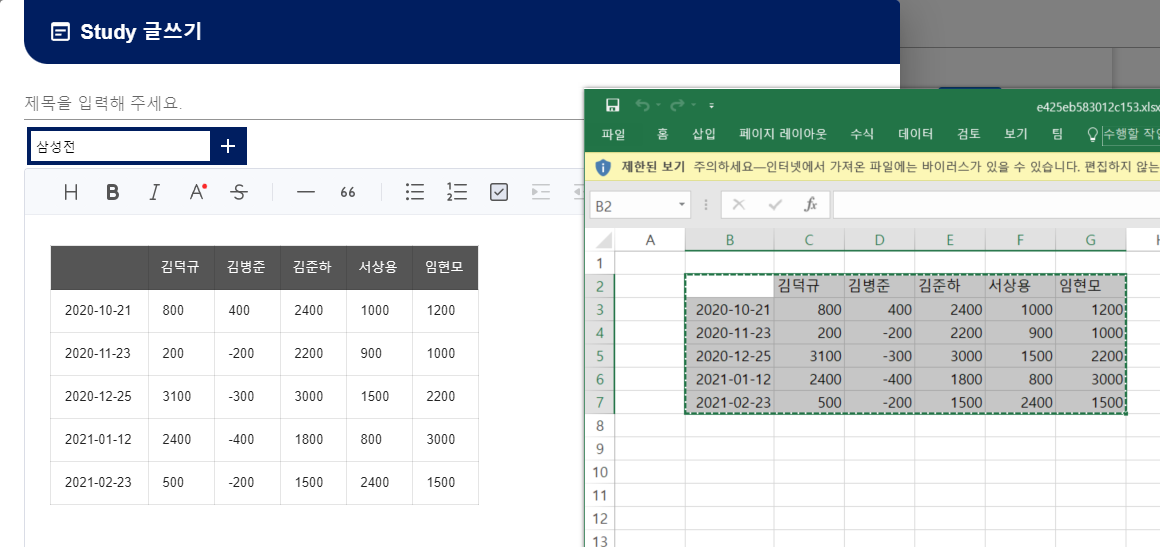 Study 글쓰기
제목을 입력해 주세요.
삼성전 +
H B I A S — 66
김덕규 김병준 김준하 서상용 임현모
2020-10-21 800 400 2400 1000 1200
2020-11-23 200 -200 2200 900 1000
2020-12-25 3100 -300 3000 1500 2200
2021-01-12 2400 -400 1800 800 3000
2021-02-23 500 -200 1500 2400 1500
e425eb583012c153.xlsx
파일 홈 삽입 페이지 레이아웃 수식 데이터 검토 보기 팀 수행할 작
제한된 보기 주의하세요—인터넷에서 가져온 파일에는 바이러스가 있을 수 있습니다. 편집하지 않는
B2 fx
A B C D E F G
1
2 김덕규 김병준 김준하 서상용 임현모
3 2020-10-21 800 400 2400 1000 1200
4 2020-11-23 200 -200 2200 900 1000
5 2020-12-25 3100 -300 3000 1500 2200
6 2021-01-12 2400 -400 1800 800 3000
7 2021-02-23 500 -200 1500 2400 1500
8
9
10
11
12
13